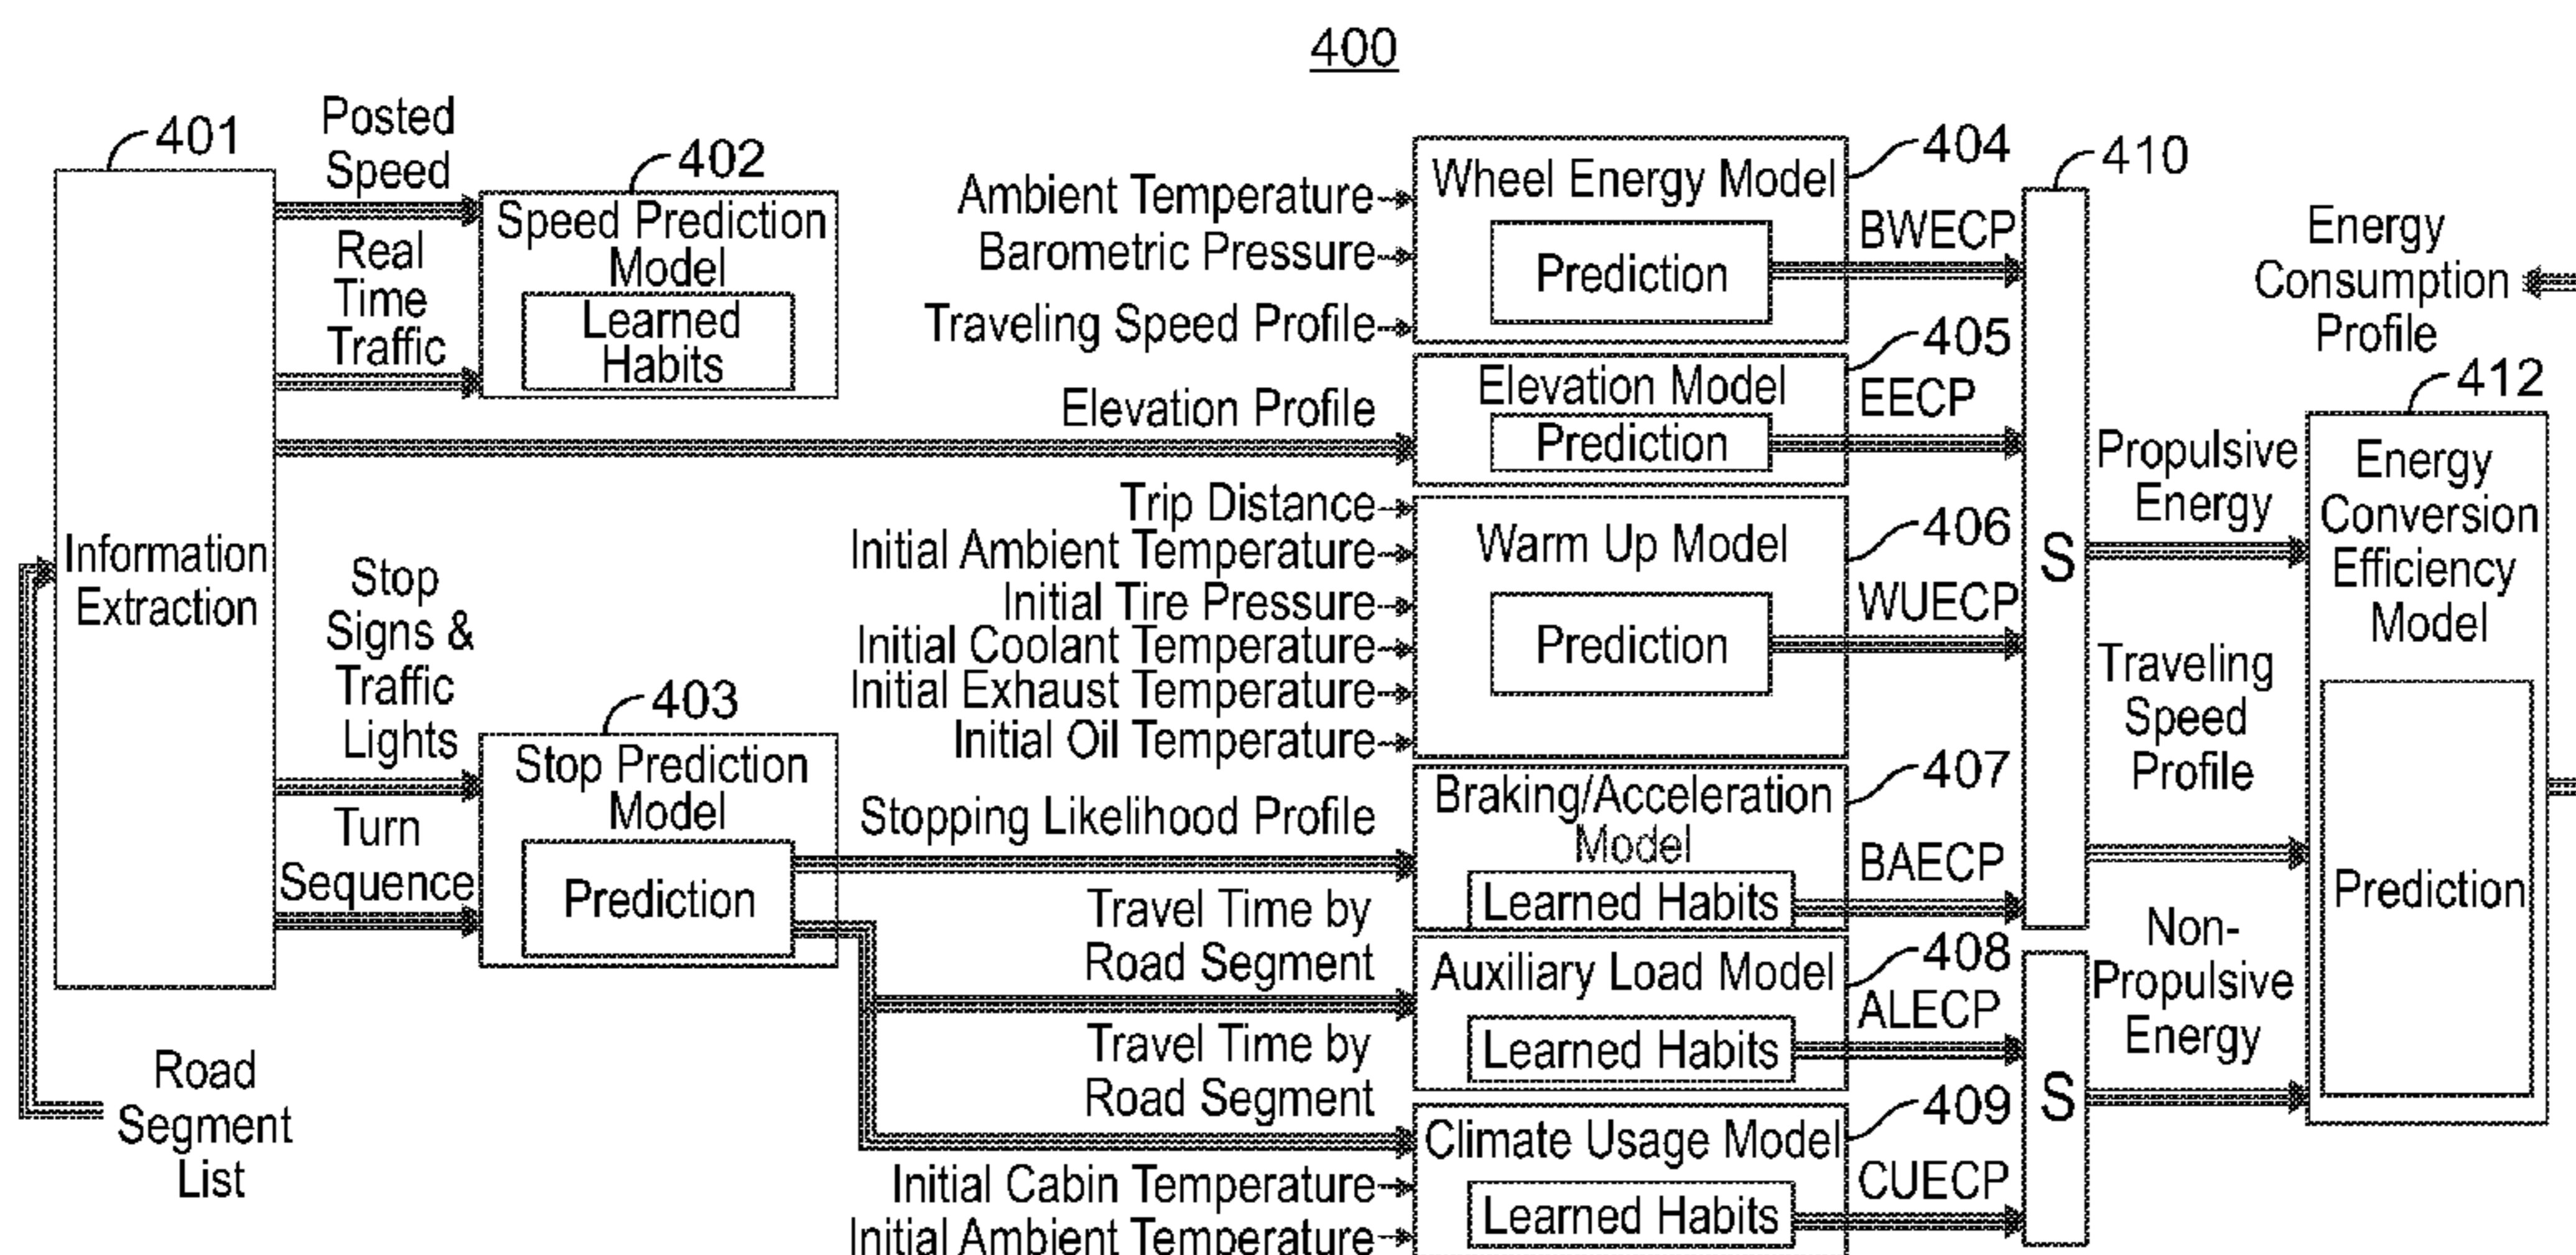 400
401
Posted
Speed
Real
Time
Traffic
402
Speed Prediction
Model
Learned
Habits
Information
Extraction
Stop
Signs &
Traffic
Lights
Turn
Sequence
403
Stop Prediction
Model
Prediction
Road
Segment
List
Ambient Temperature
Barometric Pressure
Traveling Speed Profile
Elevation Profile
Trip Distance
Initial Ambient Temperature
Initial Tire Pressure
Initial Coolant Temperature
Initial Exhaust Temperature
Initial Oil Temperature
Stopping Likelihood Profile
Travel Time by
Road Segment
Travel Time by
Road Segment
Initial Cabin Temperature
Initial Ambient Temperature
404
Wheel Energy Model
Prediction
BWECP
405
Elevation Model
Prediction
EECP
406
Warm Up Model
Prediction
WUECP
407
Braking/Acceleration
Model
Learned Habits
BAECP
408
Auxiliary Load Model
Learned Habits
ALECP
409
Climate Usage Model
Learned Habits
CUECP
410
S
S
Propulsive
Energy
Traveling
Speed
Profile
Non-
Propulsive
Energy
Energy
Consumption
Profile
412
Energy
Conversion
Efficiency
Model
Prediction